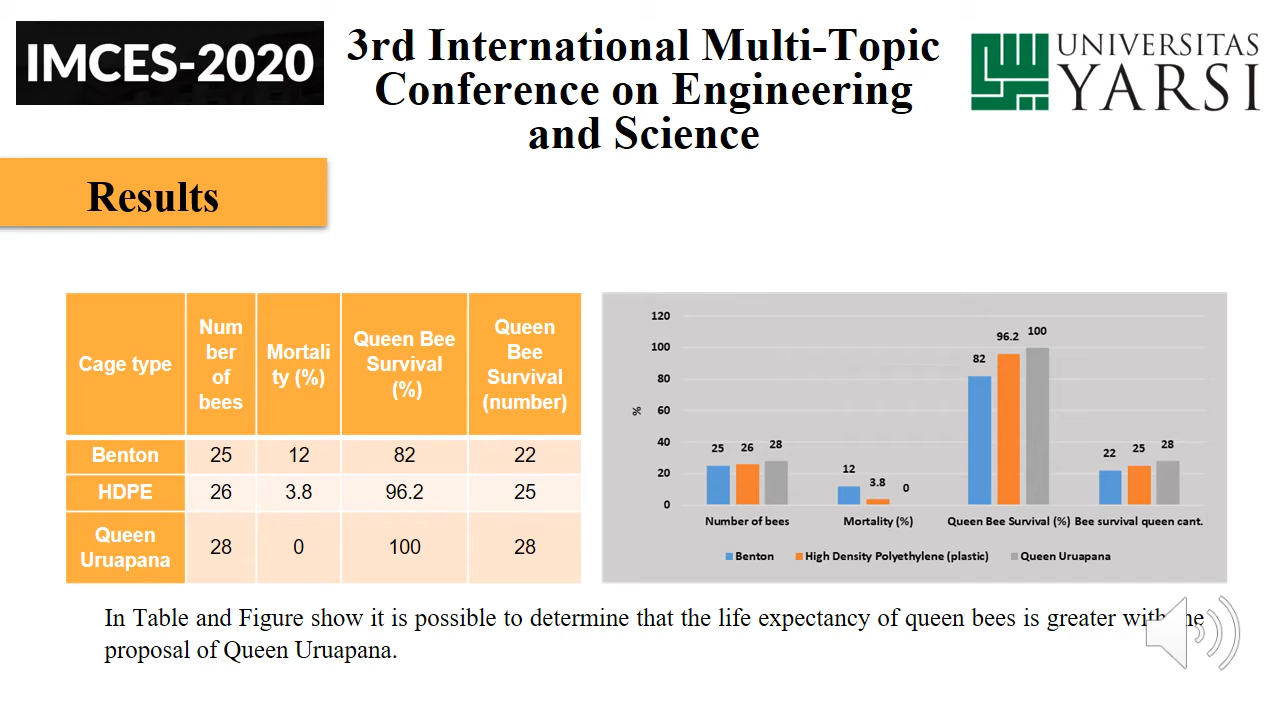 IMCES-2020
3rd International Multi-Topic
Conference on Engineering
and Science
UNIVERSITAS
YARSI
Results
Cage type
Num
ber
of
bees
Mortali
ty (%)
Queen Bee
Survival
(%)
Queen
Bee
Survival
(number)
Benton 25 12 82 22
HDPE 26 3.8 96.2 25
Queen
Uruapana 28 0 100 28
120
100
80
60
40
20
0
%
25 26 28
12 3.8 0
82 96.2 100
22 25 28
Number of bees Mortality (%) Queen Bee Survival (%) Bee survival queen cant.
Benton High Density Polyethylene (plastic) Queen Uruapana
In Table and Figure show it is possible to determine that the life expectancy of queen bees is greater with the
proposal of Queen Uruapana.